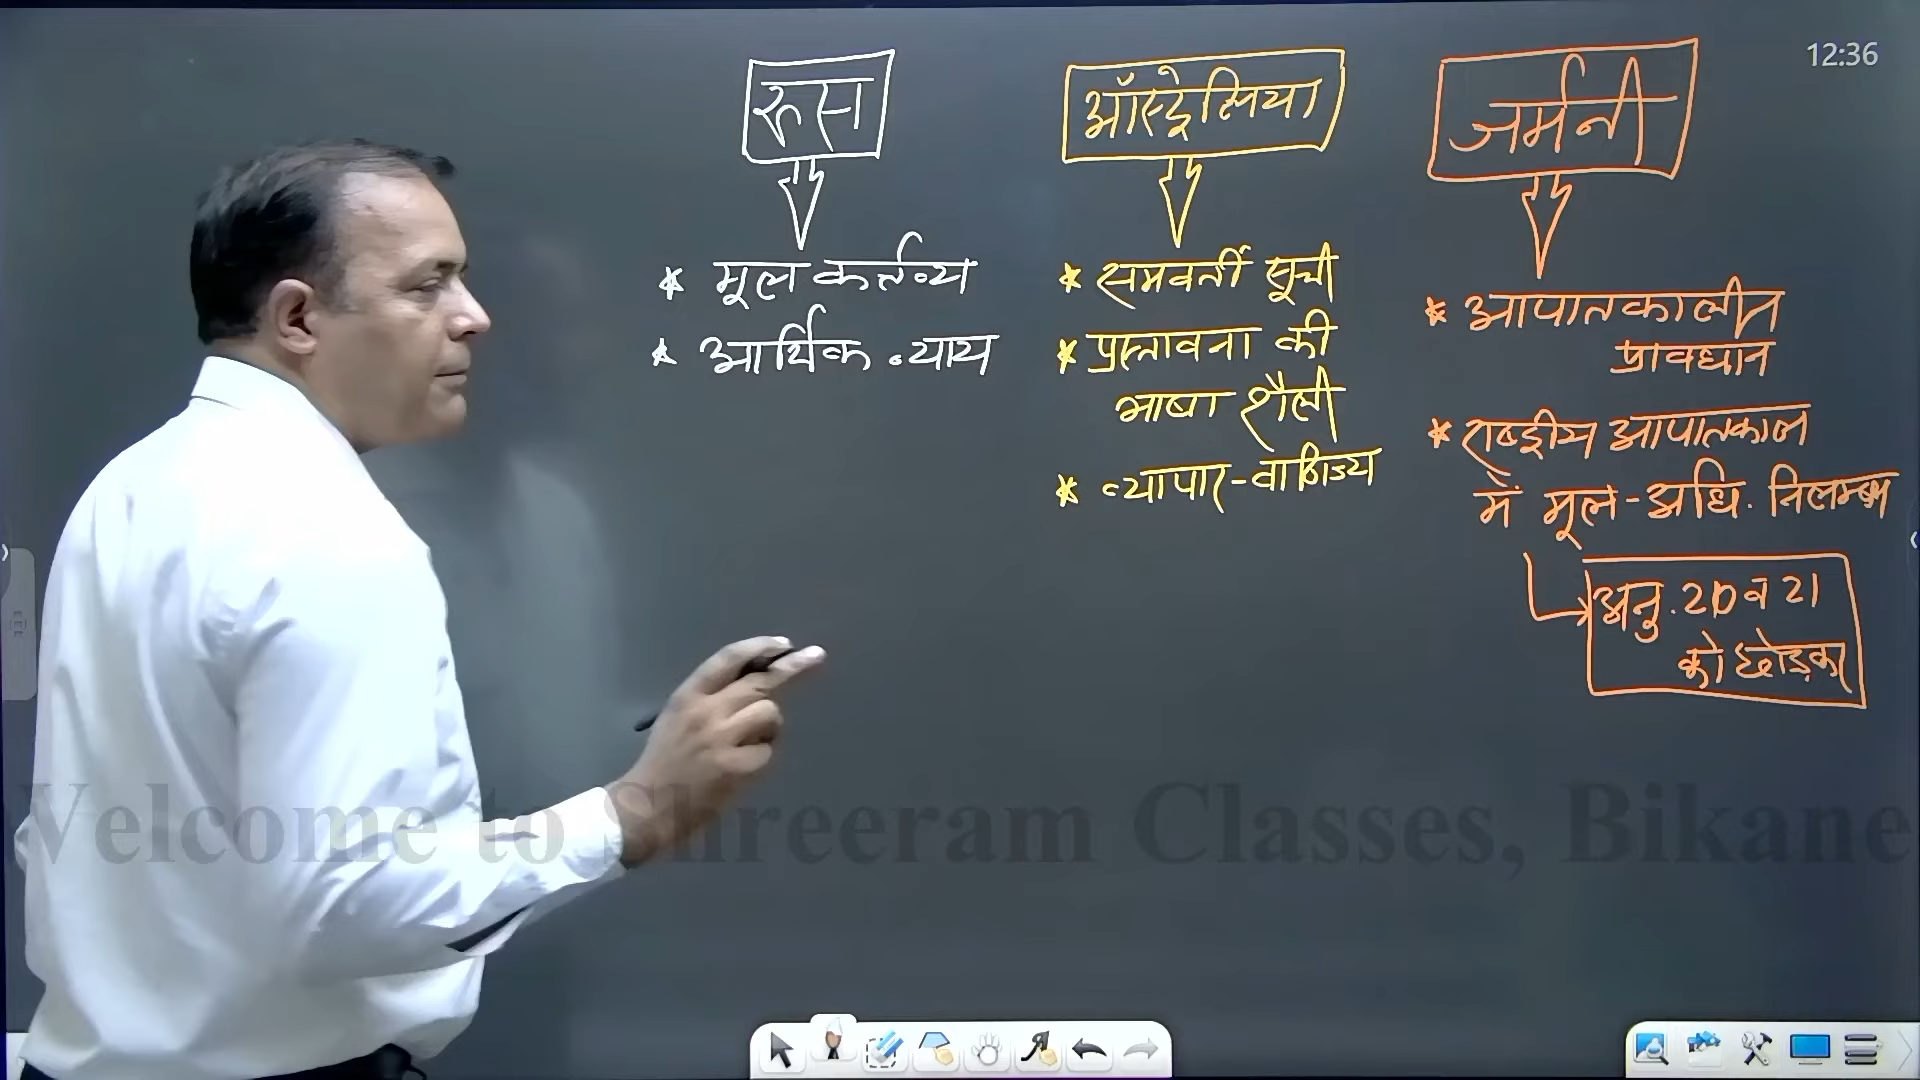 12:36
रूस
* मूल कर्तव्य
* आर्थिक न्याय
ऑस्ट्रेलिया
* समवर्ती सूची
* प्रस्तावना की
भाषा शैली
* व्यापार-वाणिज्य
जर्मनी
* आपातकालीन
प्रावधान
* राष्ट्रीय आपातकाल
में मूल-अधि. निलम्बन
अनु. 20 व 21
को छोड़कर
Welcome to Shreeram Classes, Bikane